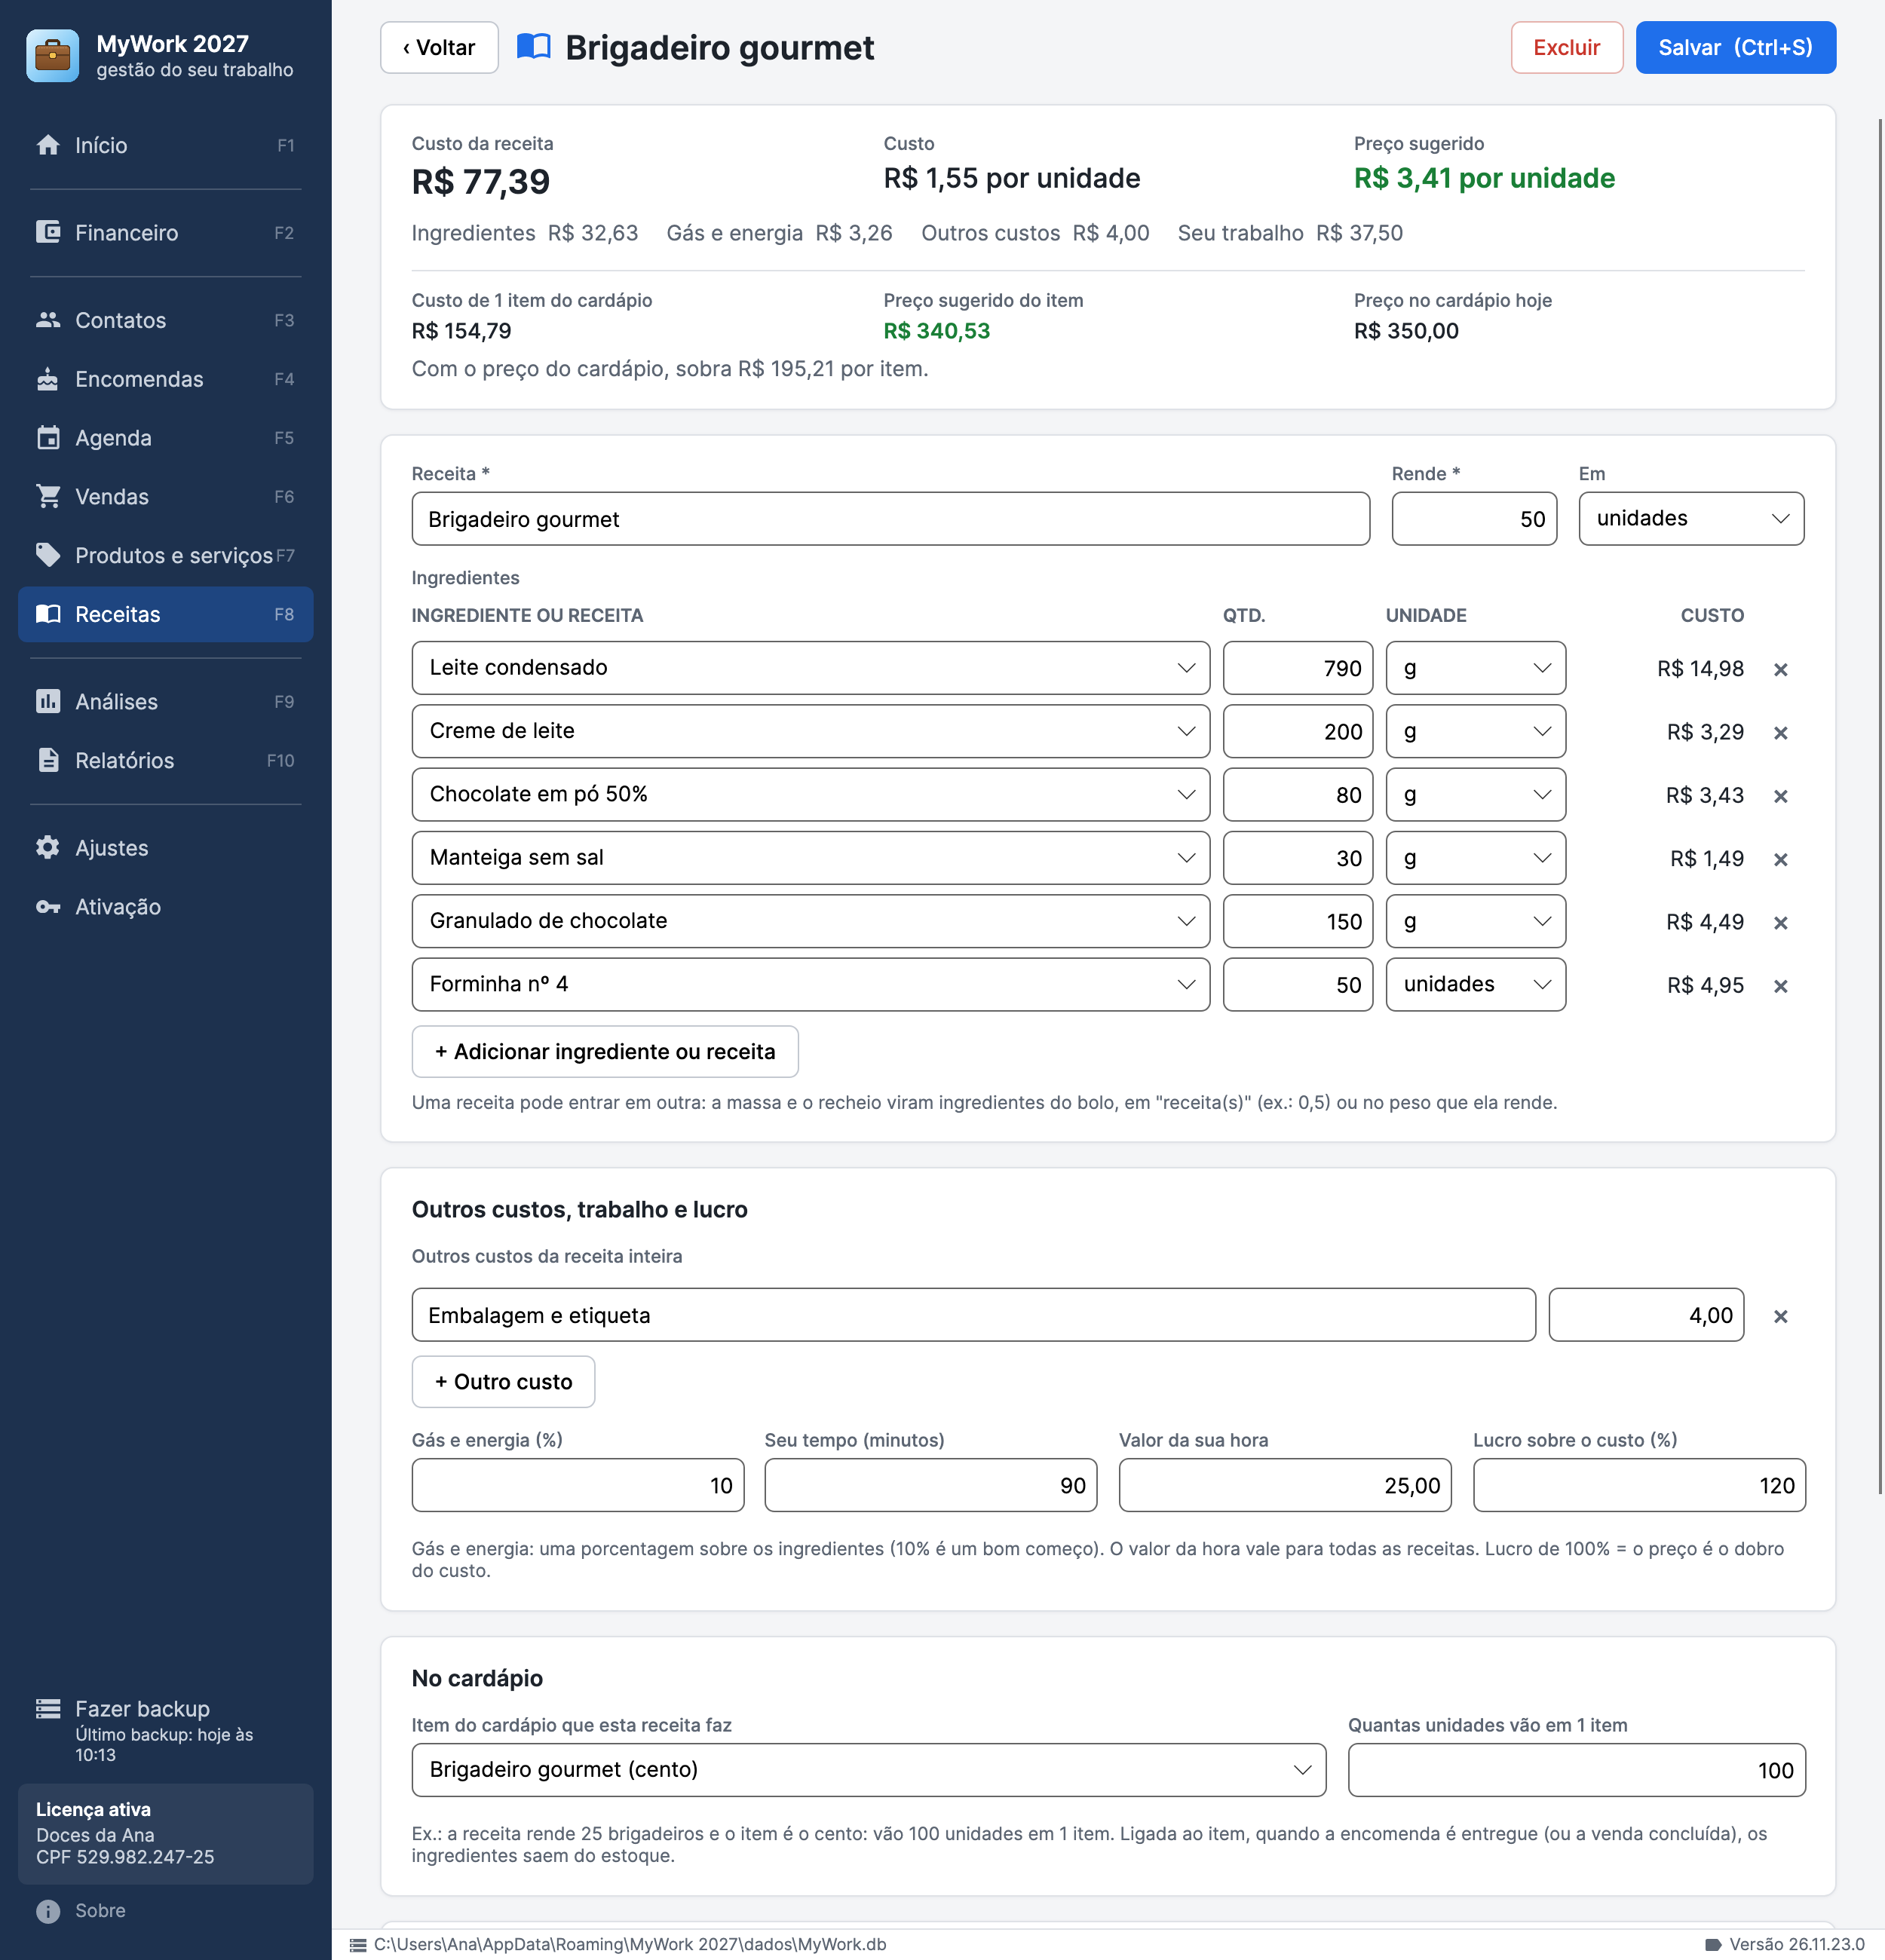 MyWork 2027
gestão do seu trabalho
Início F1
Financeiro F2
Contatos F3
Encomendas F4
Agenda F5
Vendas F6
Produtos e serviços F7
Receitas F8
Análises F9
Relatórios F10
Ajustes
Ativação
Fazer backup
Último backup: hoje às
10:13
Licença ativa
Doces da Ana
CPF 529.982.247-25
Sobre
‹ Voltar
Brigadeiro gourmet
Excluir
Salvar (Ctrl+S)
Custo da receita
R$ 77,39
Custo
R$ 1,55 por unidade
Preço sugerido
R$ 3,41 por unidade
Ingredientes R$ 32,63 Gás e energia R$ 3,26 Outros custos R$ 4,00 Seu trabalho R$ 37,50
Custo de 1 item do cardápio
R$ 154,79
Preço sugerido do item
R$ 340,53
Preço no cardápio hoje
R$ 350,00
Com o preço do cardápio, sobra R$ 195,21 por item.
Receita * Rende * Em
Brigadeiro gourmet 50 unidades
Ingredientes
INGREDIENTE OU RECEITA QTD. UNIDADE CUSTO
Leite condensado 790 g R$ 14,98 ×
Creme de leite 200 g R$ 3,29 ×
Chocolate em pó 50% 80 g R$ 3,43 ×
Manteiga sem sal 30 g R$ 1,49 ×
Granulado de chocolate 150 g R$ 4,49 ×
Forminha nº 4 50 unidades R$ 4,95 ×
+ Adicionar ingrediente ou receita
Uma receita pode entrar em outra: a massa e o recheio viram ingredientes do bolo, em "receita(s)" (ex.: 0,5) ou no peso que ela rende.
Outros custos, trabalho e lucro
Outros custos da receita inteira
Embalagem e etiqueta 4,00 ×
+ Outro custo
Gás e energia (%) Seu tempo (minutos) Valor da sua hora Lucro sobre o custo (%)
10 90 25,00 120
Gás e energia: uma porcentagem sobre os ingredientes (10% é um bom começo). O valor da hora vale para todas as receitas. Lucro de 100% = o preço é o dobro
do custo.
No cardápio
Item do cardápio que esta receita faz Quantas unidades vão em 1 item
Brigadeiro gourmet (cento) 100
Ex.: a receita rende 25 brigadeiros e o item é o cento: vão 100 unidades em 1 item. Ligada ao item, quando a encomenda é entregue (ou a venda concluída), os
ingredientes saem do estoque.
C:\Users\Ana\AppData\Roaming\MyWork 2027\dados\MyWork.db
Versão 26.11.23.0